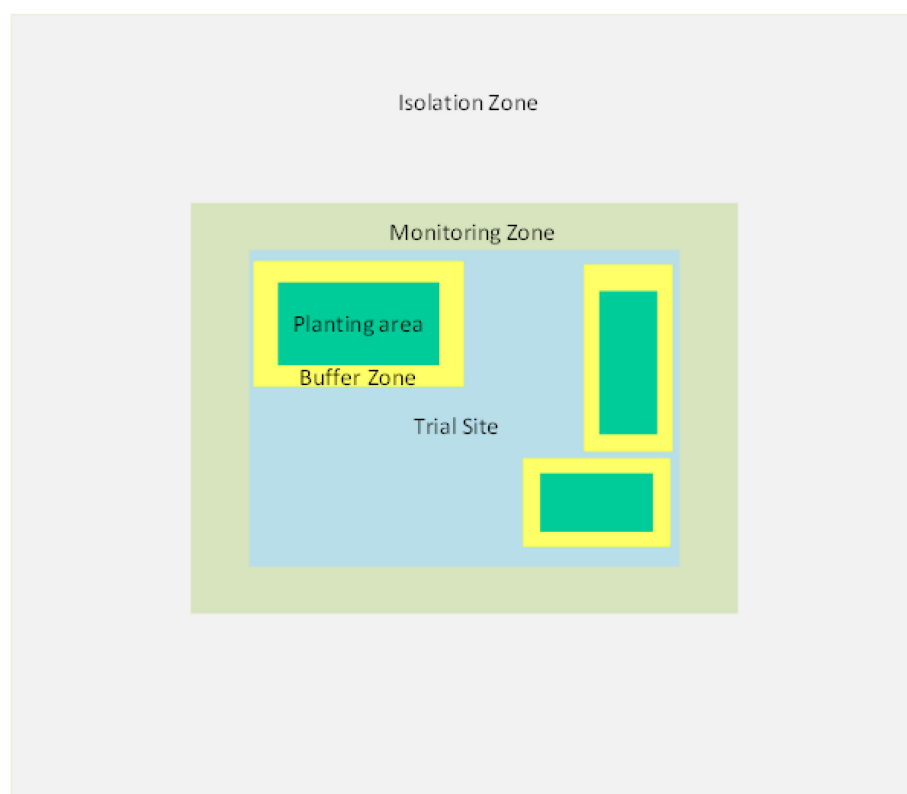 Isolation Zone
Monitoring Zone
Planting area
Buffer Zone
Trial Site